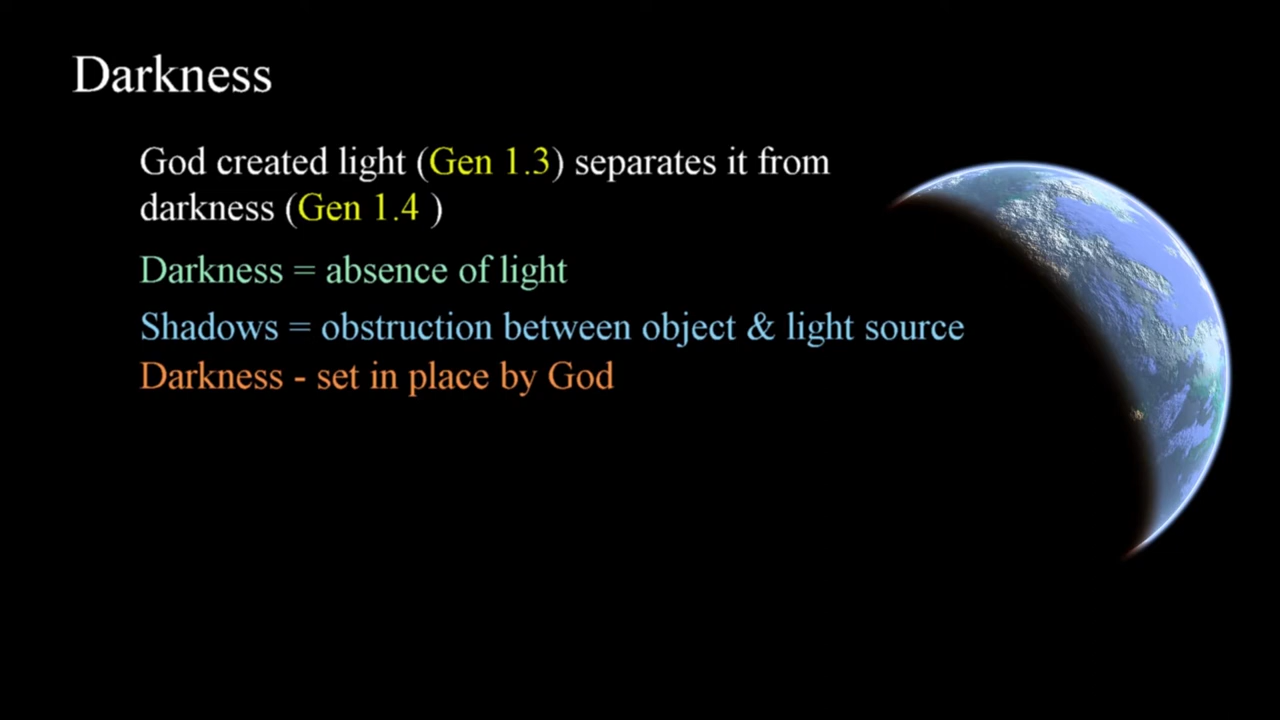 Darkness
God created light (Gen 1.3) separates it from
darkness (Gen 1.4 )
Darkness = absence of light
Shadows = obstruction between object & light source
Darkness - set in place by God